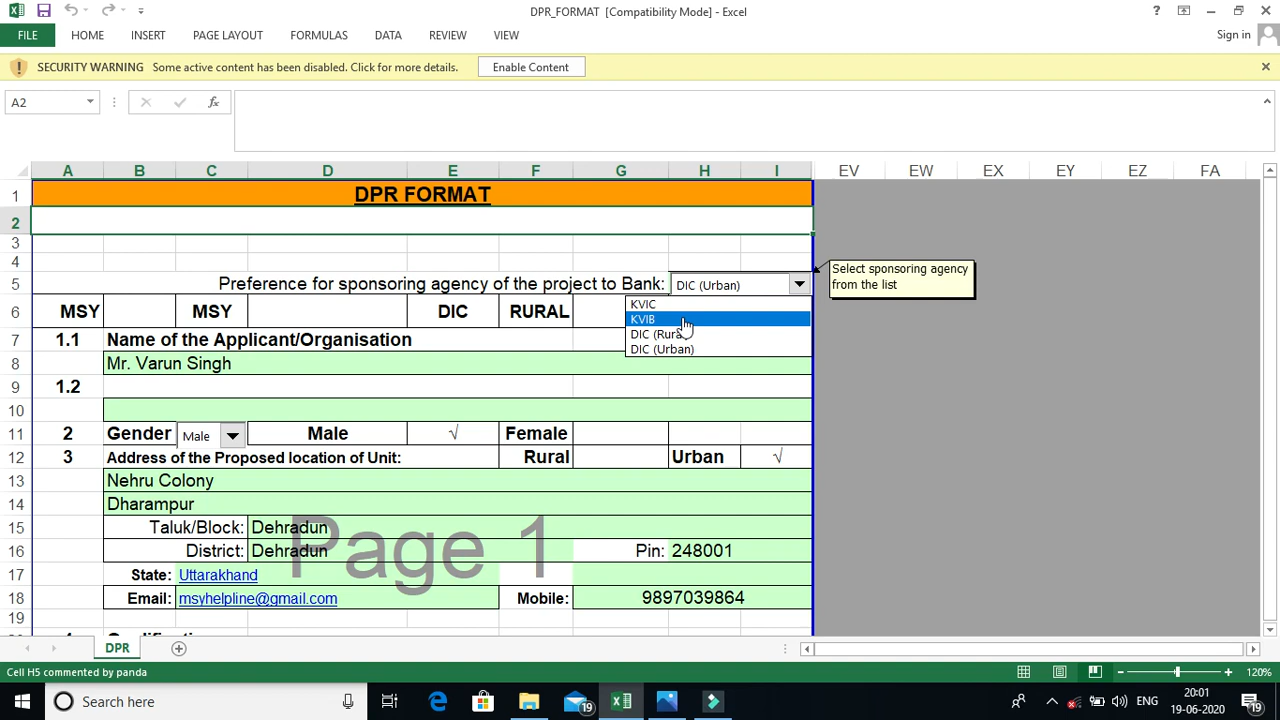 DPR_FORMAT [Compatibility Mode] - Excel
FILE HOME INSERT PAGE LAYOUT FORMULAS DATA REVIEW VIEW Sign in
SECURITY WARNING Some active content has been disabled. Click for more details. Enable Content
A2
A B C D E F G H I EV EW EX EY EZ FA
1 DPR FORMAT
2
3
4
5 Preference for sponsoring agency of the project to Bank: DIC (Urban)
Select sponsoring agency
from the list
6 MSY MSY DIC RURAL
KVIC
KVIB
DIC (Rural)
DIC (Urban)
7 1.1 Name of the Applicant/Organisation
8 Mr. Varun Singh
9 1.2
10
11 2 Gender Male Male √ Female
12 3 Address of the Proposed location of Unit: Rural Urban √
13 Nehru Colony
14 Dharampur
15 Taluk/Block: Dehradun
16 District: Dehradun Pin: 248001
Page 1
17 State: Uttarakhand
18 Email: msyhelpline@gmail.com Mobile: 9897039864
19
DPR
Cell H5 commented by panda 120%
Search here 19 ENG 20:01 19-06-2020 19